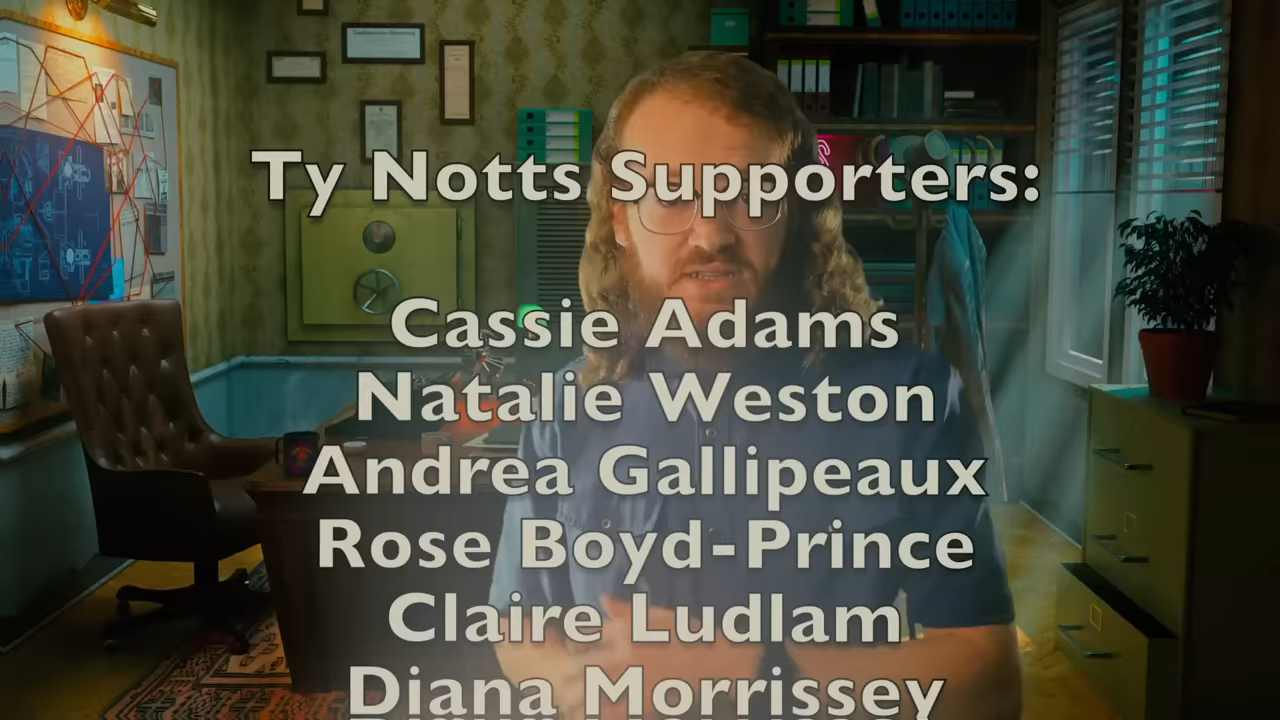 Ty Notts Supporters:
Cassie Adams
Natalie Weston
Andrea Gallipeaux
Rose Boyd-Prince
Claire Ludlam
Diana Morrissey